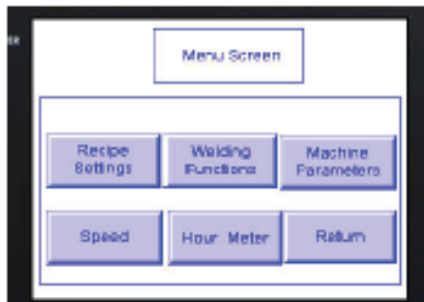 Menu Screen
Recipe Settings
Welding Functions
Machine Parameters
Speed
Hour Meter
Return